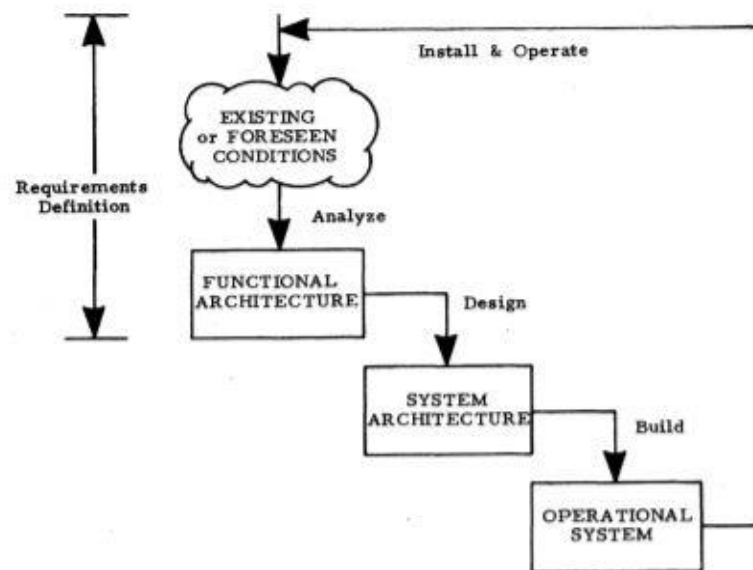 Install & Operate
EXISTING
or FORESEEN
CONDITIONS
Requirements
Definition
Analyze
FUNCTIONAL
ARCHITECTURE
Design
SYSTEM
ARCHITECTURE
Build
OPERATIONAL
SYSTEM